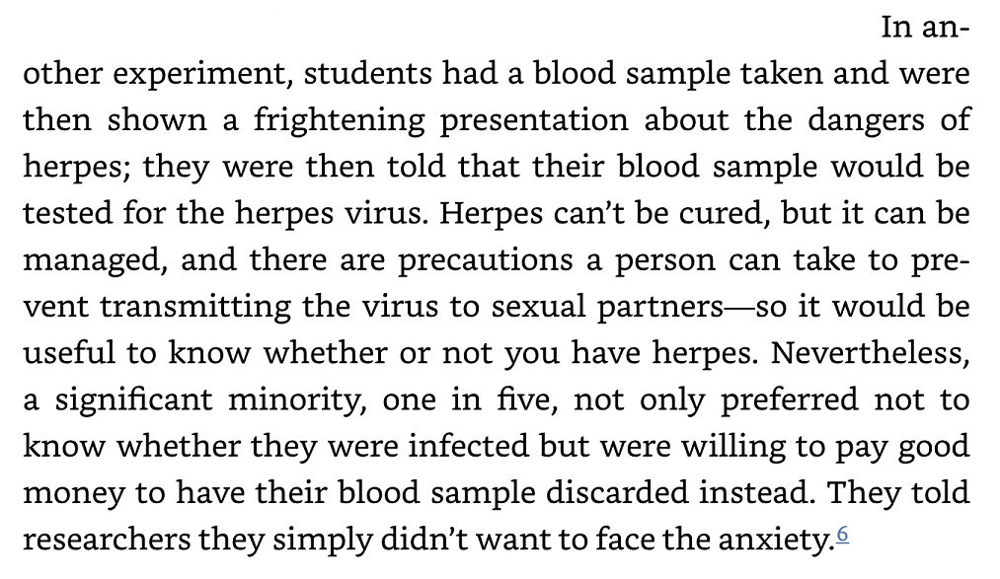 In an-
other experiment, students had a blood sample taken and were
then shown a frightening presentation about the dangers of
herpes; they were then told that their blood sample would be
tested for the herpes virus. Herpes can’t be cured, but it can be
managed, and there are precautions a person can take to pre-
vent transmitting the virus to sexual partners—so it would be
useful to know whether or not you have herpes. Nevertheless,
a significant minority, one in five, not only preferred not to
know whether they were infected but were willing to pay good
money to have their blood sample discarded instead. They told
researchers they simply didn’t want to face the anxiety.6